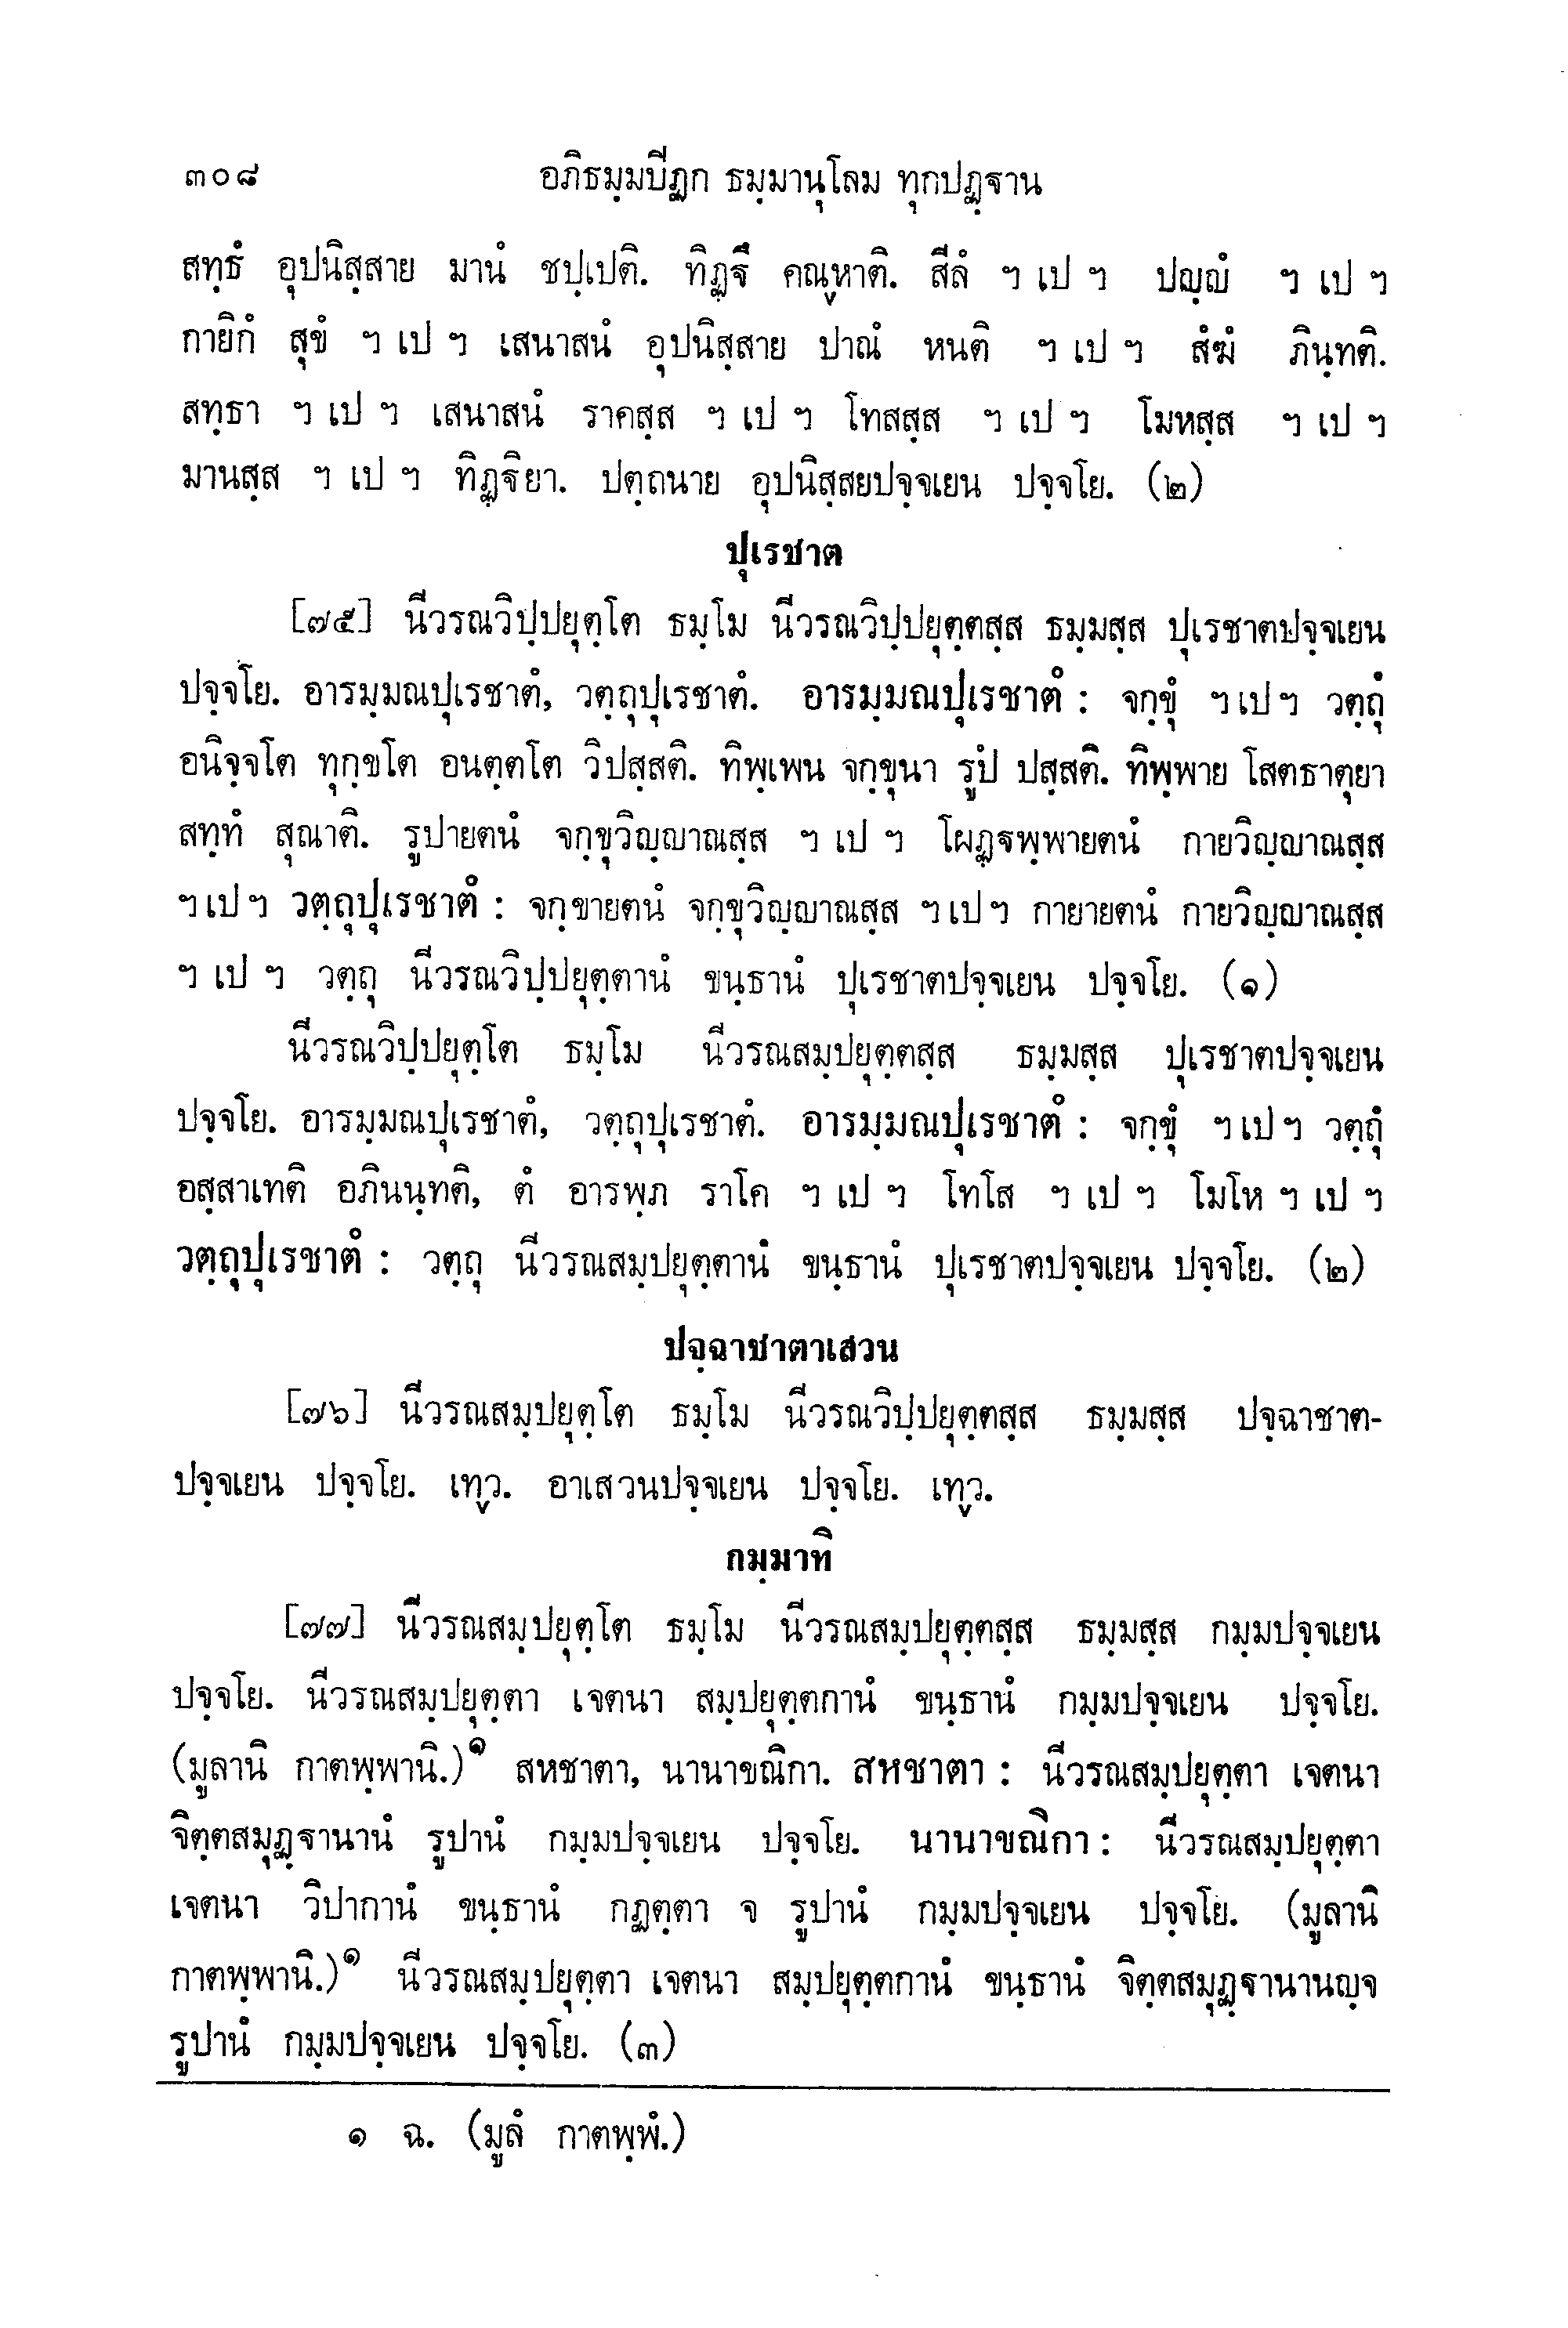 ๓๐๘ อภิธมฺมปีฏก ธมฺมานุโลม ทุกปฏฺฐาน
สทฺธํ อุปนิสฺสาย มานํ ชปฺเปติ. ทิฏฺฐึ คณฺหาติ. สีลํ ฯ เป ฯ ปญฺญํ ฯ เป ฯ
กายิกํ สุขํ ฯ เป ฯ เสนาสนํ อุปนิสฺสาย ปาณํ หนติ ฯ เป ฯ สํฆํ ภินฺทติ.
สทฺธา ฯ เป ฯ เสนาสนํ ราคสฺส ฯ เป ฯ โทสสฺส ฯ เป ฯ โมหสฺส ฯ เป ฯ
มานสฺส ฯ เป ฯ ทิฏฺฐิยา. ปตฺถนาย อุปนิสฺสยปจฺจเยน ปจฺจโย. (๒)
ปุเรชาต
[๗๕] นีวรณวิปฺปยุตฺโต ธมฺโม นีวรณวิปฺปยุตฺตสฺส ธมฺมสฺส ปุเรชาตปจฺจเยน
ปจฺจโย. อารมฺมณปุเรชาตํ, วตฺถุปุเรชาตํ. อารมฺมณปุเรชาตํ : จกฺขุํ ฯ เป ฯ วตฺถุํ
อนิจฺจโต ทุกฺขโต อนตฺตโต วิปสฺสติ. ทิพฺเพน จกฺขุนา รูปํ ปสฺสติ. ทิพฺพาย โสตธาตุยา
สทฺทํ สุณาติ. รูปายตนํ จกฺขุวิญฺญาณสฺส ฯ เป ฯ โผฏฺฐพฺพายตนํ กายวิญฺญาณสฺส
ฯ เป ฯ วตฺถุปุเรชาตํ : จกฺขายตนํ จกฺขุวิญฺญาณสฺส ฯ เป ฯ กายายตนํ กายวิญฺญาณสฺส
ฯ เป ฯ วตฺถุ นีวรณวิปฺปยุตฺตานํ ขนฺธานํ ปุเรชาตปจฺจเยน ปจฺจโย. (๑)
นีวรณวิปฺปยุตฺโต ธมฺโม นีวรณสมฺปยุตฺตสฺส ธมฺมสฺส ปุเรชาตปจฺจเยน
ปจฺจโย. อารมฺมณปุเรชาตํ, วตฺถุปุเรชาตํ. อารมฺมณปุเรชาตํ : จกฺขุํ ฯ เป ฯ วตฺถุํ
อสฺสาเทติ อภินนฺทติ, ตํ อารพฺภ ราโค ฯ เป ฯ โทโส ฯ เป ฯ โมโห ฯ เป ฯ
วตฺถุปุเรชาตํ : วตฺถุ นีวรณสมฺปยุตฺตานํ ขนฺธานํ ปุเรชาตปจฺจเยน ปจฺจโย. (๒)
ปจฺฉาชาตาเสวน
[๗๖] นีวรณสมฺปยุตฺโต ธมฺโม นีวรณวิปฺปยุตฺตสฺส ธมฺมสฺส ปจฺฉาชาต-
ปจฺจเยน ปจฺจโย. เทฺว. อาเสวนปจฺจเยน ปจฺจโย. เทฺว.
กมฺมาทิ
[๗๗] นีวรณสมฺปยุตฺโต ธมฺโม นีวรณสมฺปยุตฺตสฺส ธมฺมสฺส กมฺมปจฺจเยน
ปจฺจโย. นีวรณสมฺปยุตฺตา เจตนา สมฺปยุตฺตกานํ ขนฺธานํ กมฺมปจฺจเยน ปจฺจโย.
(มูลานิ กาตพฺพานิ.)๑ สหชาตา, นานาขณิกา. สหชาตา : นีวรณสมฺปยุตฺตา เจตนา
จิตฺตสมุฏฺฐานานํ รูปานํ กมฺมปจฺจเยน ปจฺจโย. นานาขณิกา : นีวรณสมฺปยุตฺตา
เจตนา วิปากานํ ขนฺธานํ กฏตฺตา จ รูปานํ กมฺมปจฺจเยน ปจฺจโย. (มูลานิ
กาตพฺพานิ.)๑ นีวรณสมฺปยุตฺตา เจตนา สมฺปยุตฺตกานํ ขนฺธานํ จิตฺตสมุฏฺฐานานญฺจ
รูปานํ กมฺมปจฺจเยน ปจฺจโย. (๓)
๑ ฉ. (มูลํ กาตพฺพํ.)